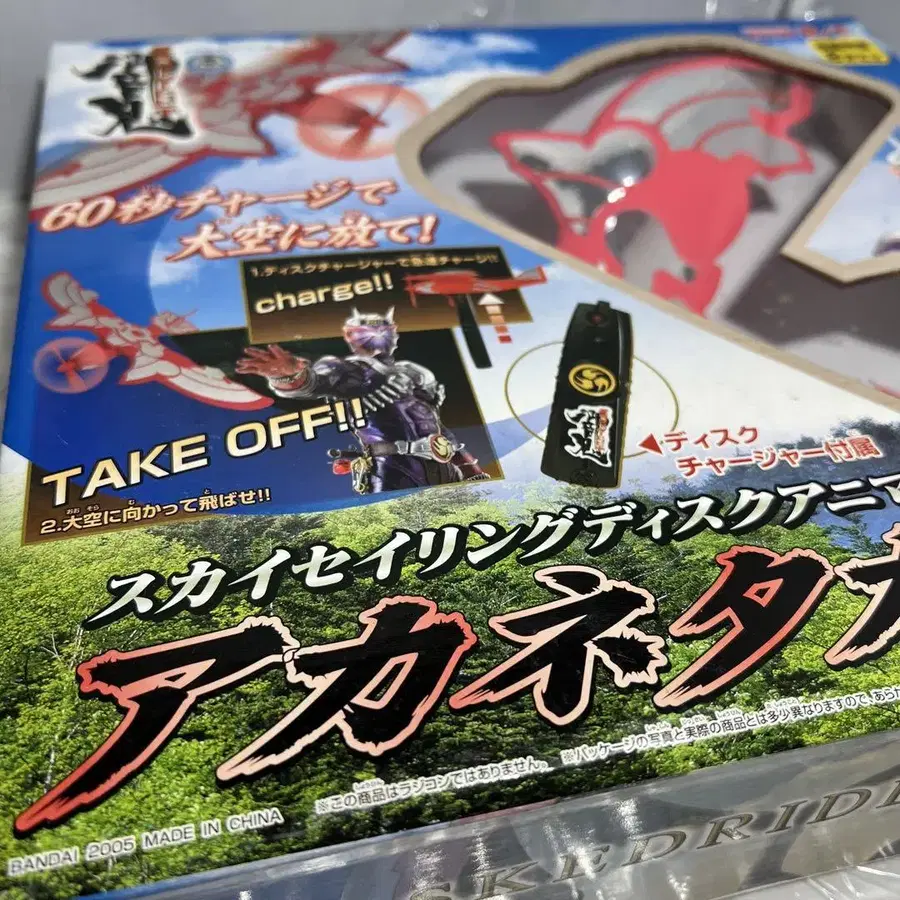 響鬼
60秒チャージで
大空に放て!
1.ディスクチャージャーで急速チャージ!!
charge!!
TAKE OFF!!
2.大空に向かって飛ばせ!!
響鬼
◀ディスク
チャージャー付属
スカイセイリングディスクアニマ
アカネタカ
※この商品はラジコンではありません。 ※パッケージの写真と実際の商品とは多少異なりますので、あらか
BANDAI 2005 MADE IN CHINA
SKEDRIDE